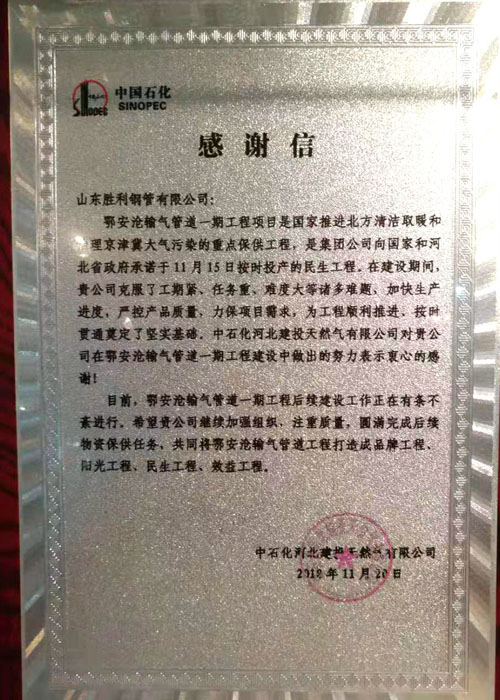 中国石化
SINOPEC
SINOPEC
感谢信
山东胜利钢管有限公司：
鄂安沧输气管道一期工程项目是国家推进北方清洁取暖和
理京津冀大气污染的重点保供工程，是集团公司向国家和河
北省政府承诺于11月15日按时投产的民生工程。在建设期间，
贵公司克服了工期紧、任务重、难度大等诸多难题，加快生产
进度，严控产品质量，力保项目需求，为工程顺利推进、按时
贯通奠定了坚实基础。中石化河北建投天然气有限公司对贵公
司在鄂安沧输气管道一期工程建设中做出的努力表示衷心的感
谢！
目前，鄂安沧输气管道一期工程后续建设工作正在有条不
紊进行。希望贵公司继续加强组织、注重质量，圆满完成后续
物资保供任务，共同将鄂安沧输气管道工程打造成品牌工程、
阳光工程、民生工程、效益工程。
中石化河北建投天然气有限公司
2018年11月20日